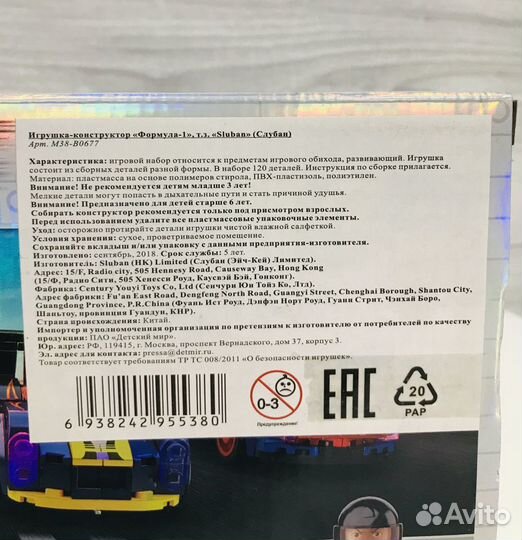 Игрушка-конструктор «Формула-1», т.з. «Sluban» (Слубан)
Арт. M38-B0677
Характеристика: игровой набор относится к предметам игрового обихода, развивающий. Игрушка
состоит из сборных деталей разной формы. В наборе 120 деталей. Инструкция по сборке прилагается.
Материал: пластмасса на основе полимеров стирола, ПВХ-пластизоль, полиэтилен.
Внимание! Не рекомендуется детям младше 3 лет!
Мелкие детали могут попасть в дыхательные пути и стать причиной удушья.
Внимание! Предназначено для детей старше 6 лет.
Собирать конструктор рекомендуется только под присмотром взрослых.
Перед использованием удалите все пластмассовые упаковочные элементы.
Уход: осторожно протирайте детали игрушки чистой влажной салфеткой.
Условия хранения: сухое, проветриваемое помещение.
Сохраняйте вкладыш и/или упаковку с данными предприятия-изготовителя.
Изготовлено: сентябрь, 2018. Срок службы: 5 лет.
Изготовитель: Sluban (HK) Limited (Слубан (Эйч-Кей) Лимитед).
Адрес: 15/F, Radio city, 505 Hennesy Road, Causeway Bay, Hong Kong
(15/Ф, Радио Сити, 505 Хенесси Роуд, Каусвэй Бэй, Гонконг).
Фабрика: Century Youyi Toys Co, Ltd (Сенчури Юи Тойз Ко, Лтд).
Адрес фабрики: Fu'an East Road, Dengfeng North Road, Guangyi Street, Chenghai Borough, Shantou City,
Guangdong Province, P.R.China (Фуань Ист Роуд, Дэнфэн Норт Роуд, Гуанн Стрит, Чэнхай Боро,
Шаньтоу, провинция Гуандун, КНР).
Страна происхождения: Китай.
Импортер и уполномоченная организация по претензиям к изготовителю от потребителей по качеству
продукции: ПАО «Детский мир».
Юр. адрес: РФ, 119415, г. Москва, проспект Вернадского, дом 37, корпус 3.
Эл. адрес для контакта: pressa@detmir.ru
Товар соответствует требованиям ТР ТС 008/2011 «О безопасности игрушек».
6 938242 955380
0-3
Предупреждение!
EAC
20
PAP
Avito